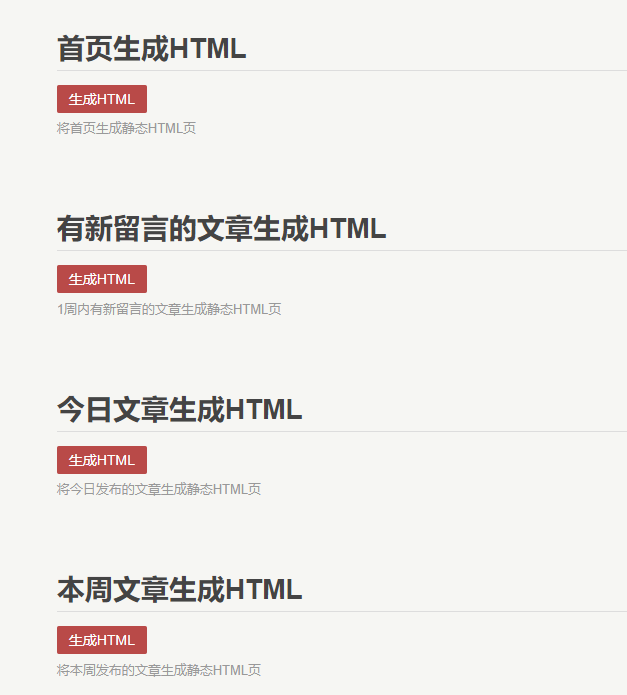 首页生成HTML
生成HTML
将首页生成静态HTML页
有新留言的文章生成HTML
生成HTML
1周内有新留言的文章生成静态HTML页
今日文章生成HTML
生成HTML
将今日发布的文章生成静态HTML页
本周文章生成HTML
生成HTML
将本周发布的文章生成静态HTML页